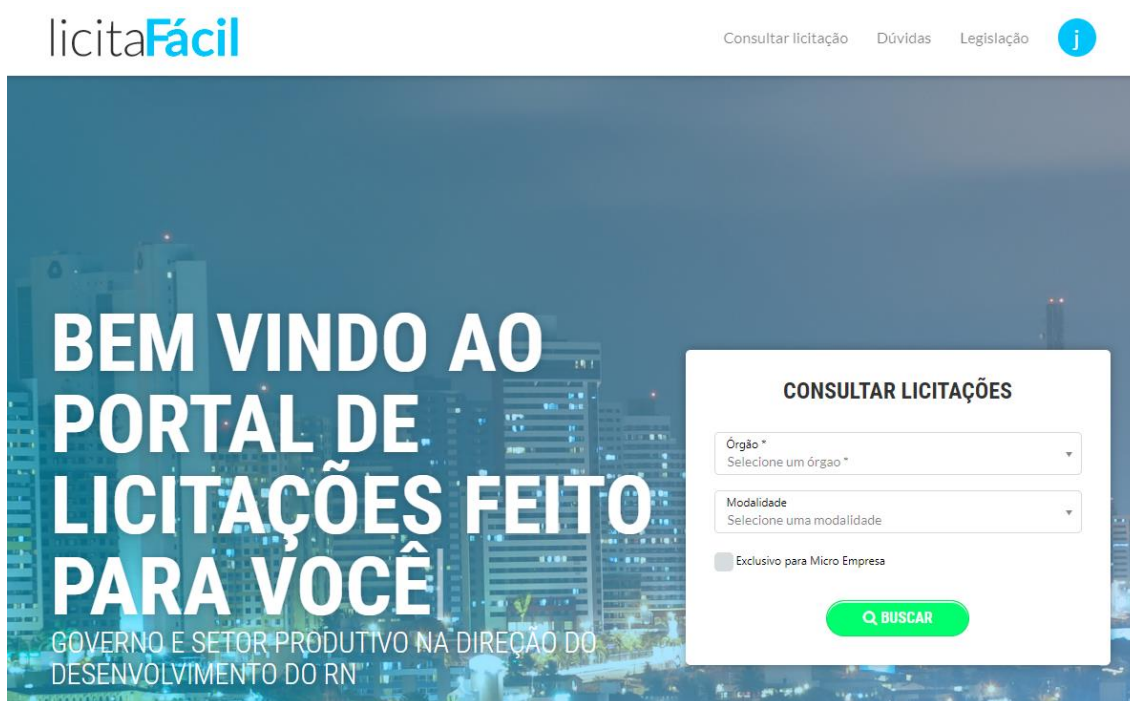 licitaFácil
Consultar licitação Dúvidas Legislação j
BEM VINDO AO
PORTAL DE
LICITAÇÕES FEITO
PARA VOCÊ
GOVERNO E SETOR PRODUTIVO NA DIREÇÃO DO
DESENVOLVIMENTO DO RN
CONSULTAR LICITAÇÕES
Órgão *
Selecione um órgao *
Modalidade
Selecione uma modalidade
Exclusivo para Micro Empresa
BUSCAR